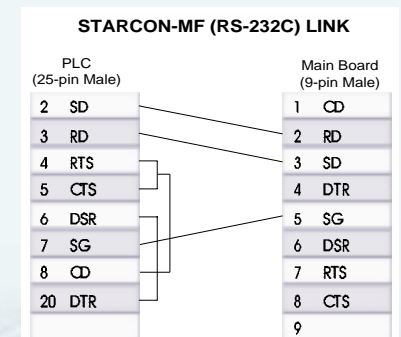 STARCON-MF (RS-232C) LINK
PLC
(25-pin Male)
2 SD
3 RD
4 RTS
5 CTS
6 DSR
7 SG
8 CD
20 DTR
Main Board
(9-pin Male)
1 CD
2 RD
3 SD
4 DTR
5 SG
6 DSR
7 RTS
8 CTS
9